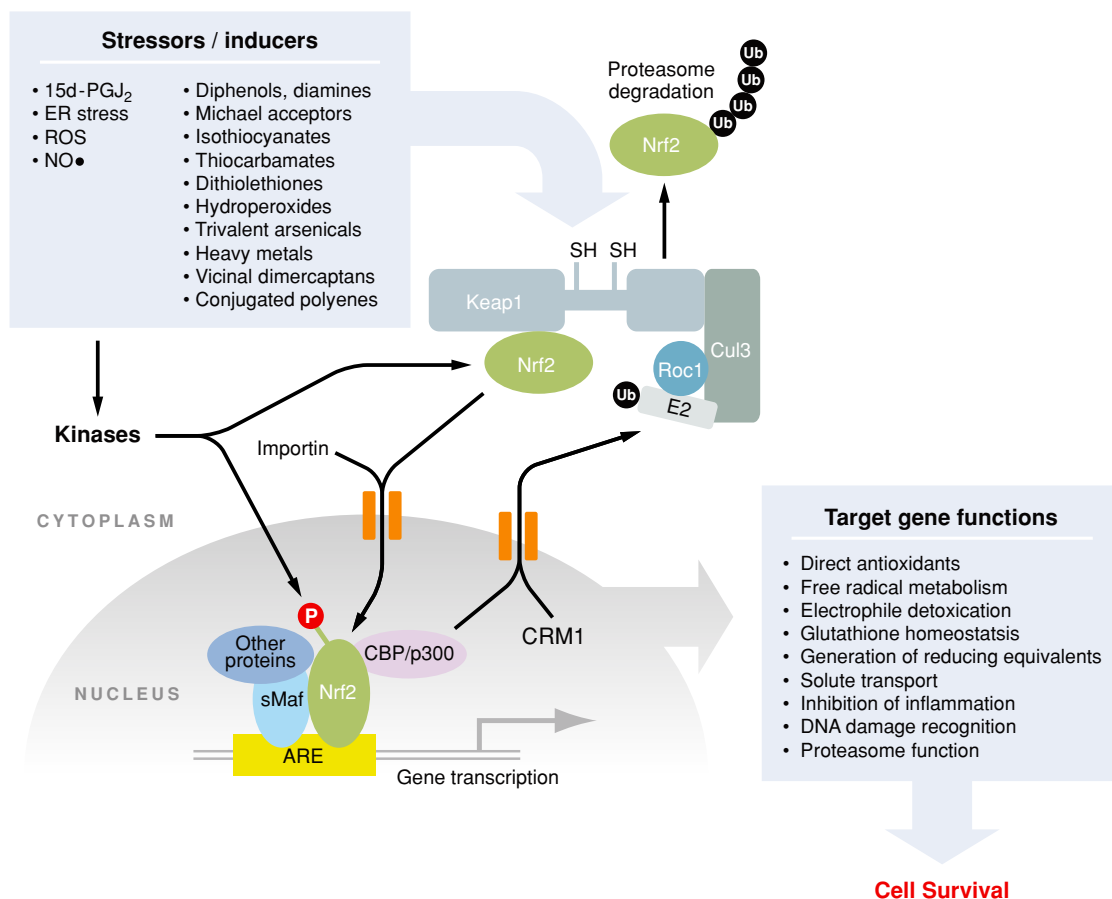 Stressors / inducers
• 15d-PGJ₂
• ER stress
• ROS
• NO●
• Diphenols, diamines
• Michael acceptors
• Isothiocyanates
• Thiocarbamates
• Dithiolethiones
• Hydroperoxides
• Trivalent arsenicals
• Heavy metals
• Vicinal dimercaptans
• Conjugated polyenes
Proteasome
degradation
Ub
Ub
Ub
Ub
Nrf2
SH SH
Keap1
Cul3
Nrf2
Roc1
Ub
E2
Kinases
Importin
CYTOPLASM
P
Other
proteins
CBP/p300
CRM1
NUCLEUS
sMaf
Nrf2
ARE
Gene transcription
Target gene functions
• Direct antioxidants
• Free radical metabolism
• Electrophile detoxication
• Glutathione homeostatsis
• Generation of reducing equivalents
• Solute transport
• Inhibition of inflammation
• DNA damage recognition
• Proteasome function
Cell Survival